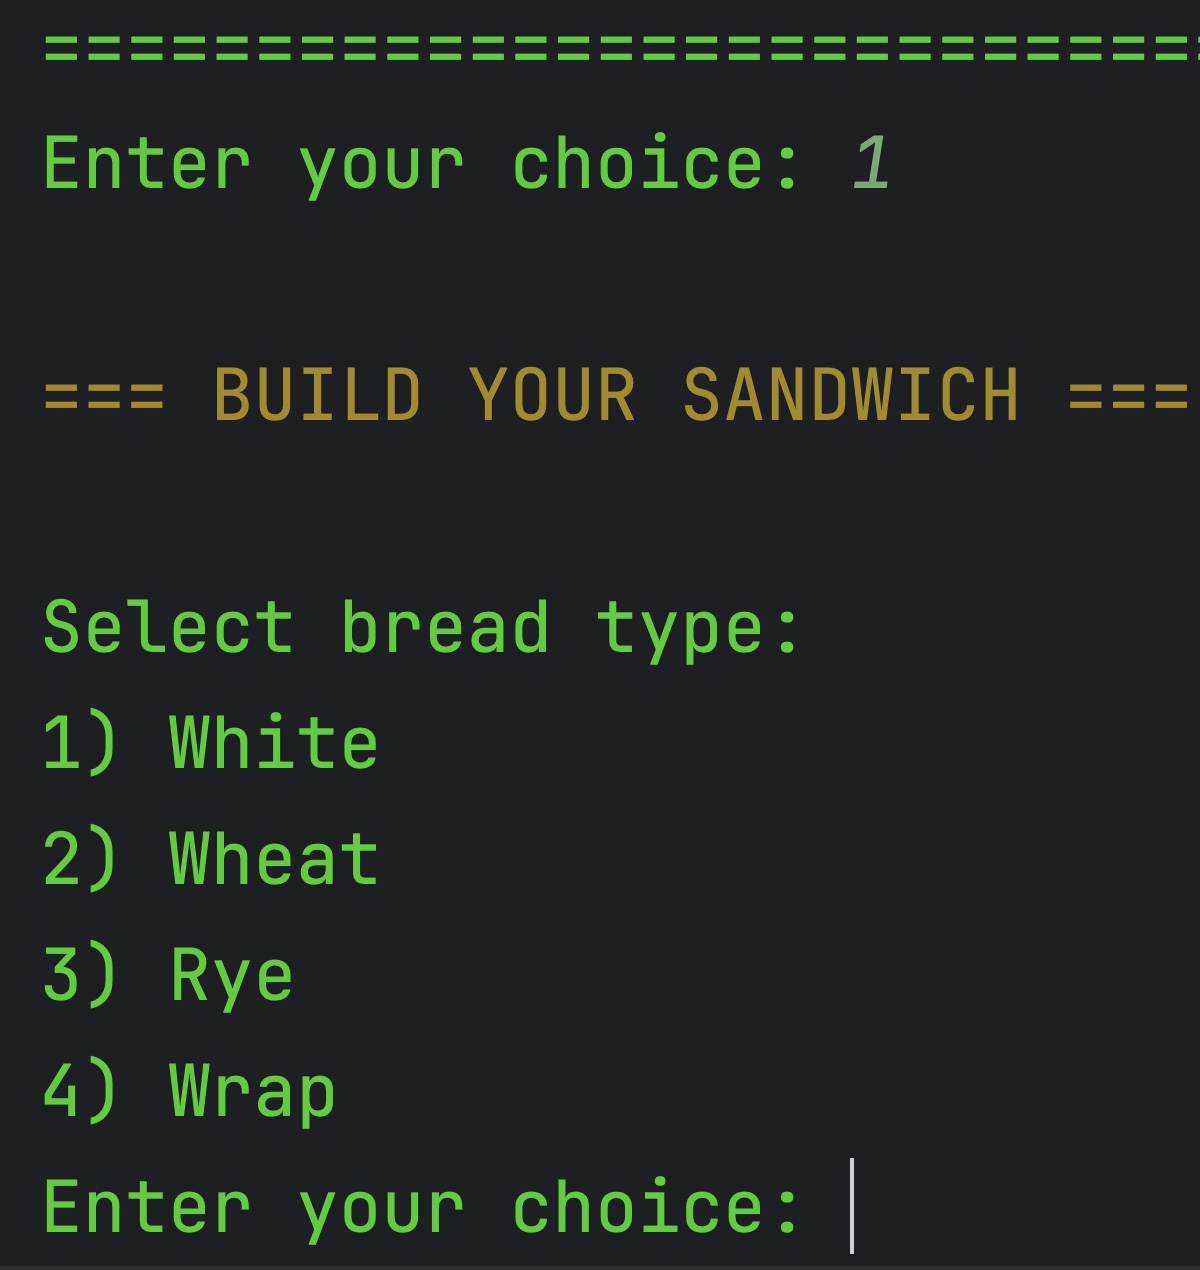 ===========================
Enter your choice: 1
=== BUILD YOUR SANDWICH ===
Select bread type:
1) White
2) Wheat
3) Rye
4) Wrap
Enter your choice: